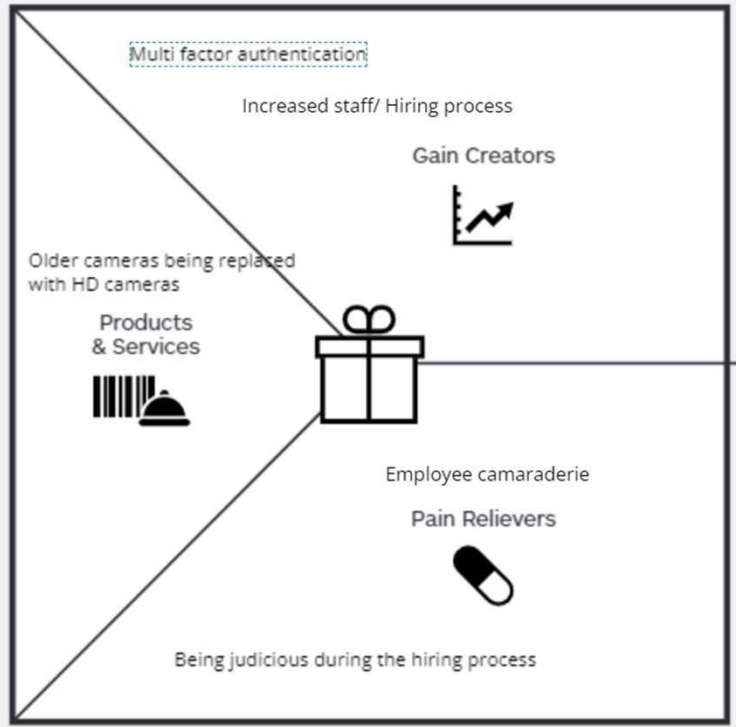 Multi factor authentication
Increased staff/ Hiring process
Gain Creators
Older cameras being replaced
with HD cameras
Products
& Services
Employee camaraderie
Pain Relievers
Being judicious during the hiring process